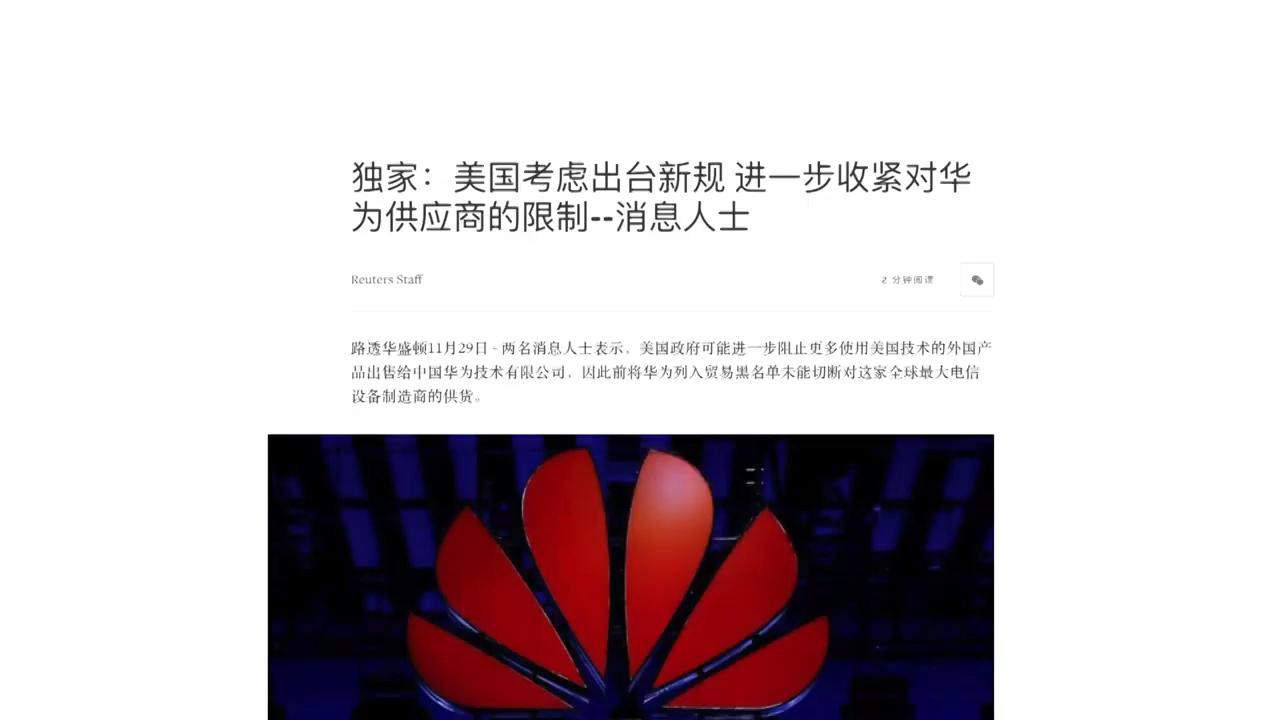 独家：美国考虑出台新规 进一步收紧对华
为供应商的限制--消息人士
Reuters Staff
2 分钟阅读
路透华盛顿11月29日 - 两名消息人士表示，美国政府可能进一步阻止更多使用美国技术的外国产
品出售给中国华为技术有限公司，因此前将华为列入贸易黑名单未能切断对这家全球最大电信
设备制造商的供货。